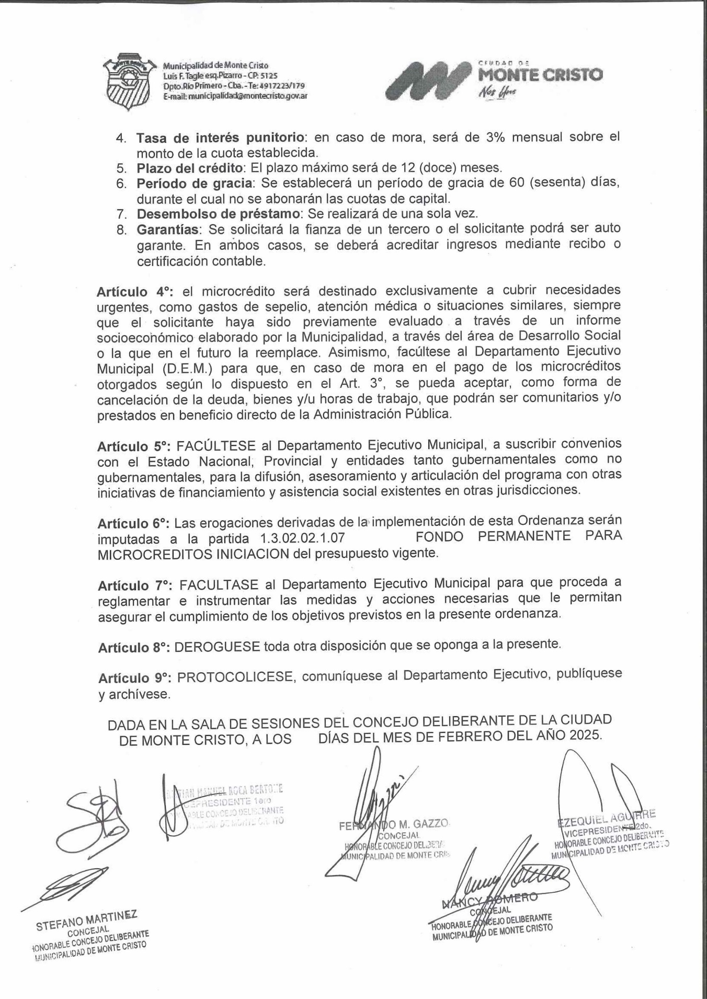 Municipalidad de Monte Cristo
Luis F. Tagle esq.Pizarro - CP: 5125
Dpto.Río Primero - Cba. - Te: 4917223/179
E-mail: municipalidad@montecristo.gov.ar
CIUDAD DE
MONTE CRISTO
Nos Une
4. Tasa de interés punitorio: en caso de mora, será de 3% mensual sobre el
monto de la cuota establecida.
5. Plazo del crédito: El plazo máximo será de 12 (doce) meses.
6. Período de gracia: Se establecerá un período de gracia de 60 (sesenta) días,
durante el cual no se abonarán las cuotas de capital.
7. Desembolso de préstamo: Se realizará de una sola vez.
8. Garantías: Se solicitará la fianza de un tercero o el solicitante podrá ser auto
garante. En ambos casos, se deberá acreditar ingresos mediante recibo o
certificación contable.
Artículo 4º: el microcrédito será destinado exclusivamente a cubrir necesidades
urgentes, como gastos de sepelio, atención médica o situaciones similares, siempre
que el solicitante haya sido previamente evaluado a través de un informe
socioeconómico elaborado por la Municipalidad, a través del área de Desarrollo Social
o la que en el futuro la reemplace. Asimismo, facúltese al Departamento Ejecutivo
Municipal (D.E.M.) para que, en caso de mora en el pago de los microcréditos
otorgados según lo dispuesto en el Art. 3°, se pueda aceptar, como forma de
cancelación de la deuda, bienes y/u horas de trabajo, que podrán ser comunitarios y/o
prestados en beneficio directo de la Administración Pública.
Artículo 5º: FACÚLTESE al Departamento Ejecutivo Municipal, a suscribir convenios
con el Estado Nacional, Provincial y entidades tanto gubernamentales como no
gubernamentales, para la difusión, asesoramiento y articulación del programa con otras
iniciativas de financiamiento y asistencia social existentes en otras jurisdicciones.
Artículo 6º: Las erogaciones derivadas de la implementación de esta Ordenanza serán
imputadas a la partida 1.3.02.02.1.07 FONDO PERMANENTE PARA
MICROCREDITOS INICIACION del presupuesto vigente.
Artículo 7º: FACULTASE al Departamento Ejecutivo Municipal para que proceda a
reglamentar e instrumentar las medidas y acciones necesarias que le permitan
asegurar el cumplimiento de los objetivos previstos en la presente ordenanza.
Artículo 8º: DEROGUESE toda otra disposición que se oponga a la presente.
Artículo 9º: PROTOCOLICESE, comuníquese al Departamento Ejecutivo, publíquese
y archívese.
DADA EN LA SALA DE SESIONES DEL CONCEJO DELIBERANTE DE LA CIUDAD
DE MONTE CRISTO, A LOS DÍAS DEL MES DE FEBRERO DEL AÑO 2025.
MANUEL ROCA BERTONE
VICEPRESIDENTE 1ero
HONORABLE CONCEJO DELIBERANTE
MUNICIPALIDAD DE MONTE CRISTO
FERNANDO M. GAZZO
CONCEJAL
HONORABLE CONCEJO DELIBERA
MUNICIPALIDAD DE MONTE CRIS
EZEQUIEL AGUIRRE
VICEPRESIDENTE 2do.
HONORABLE CONCEJO DELIBERANTE
MUNICIPALIDAD DE MONTE CRISTO
NANCY ROMERO
CONCEJAL
HONORABLE CONCEJO DELIBERANTE
MUNICIPALIDAD DE MONTE CRISTO
STEFANO MARTINEZ
CONCEJAL
HONORABLE CONCEJO DELIBERANTE
MUNICIPALIDAD DE MONTE CRISTO